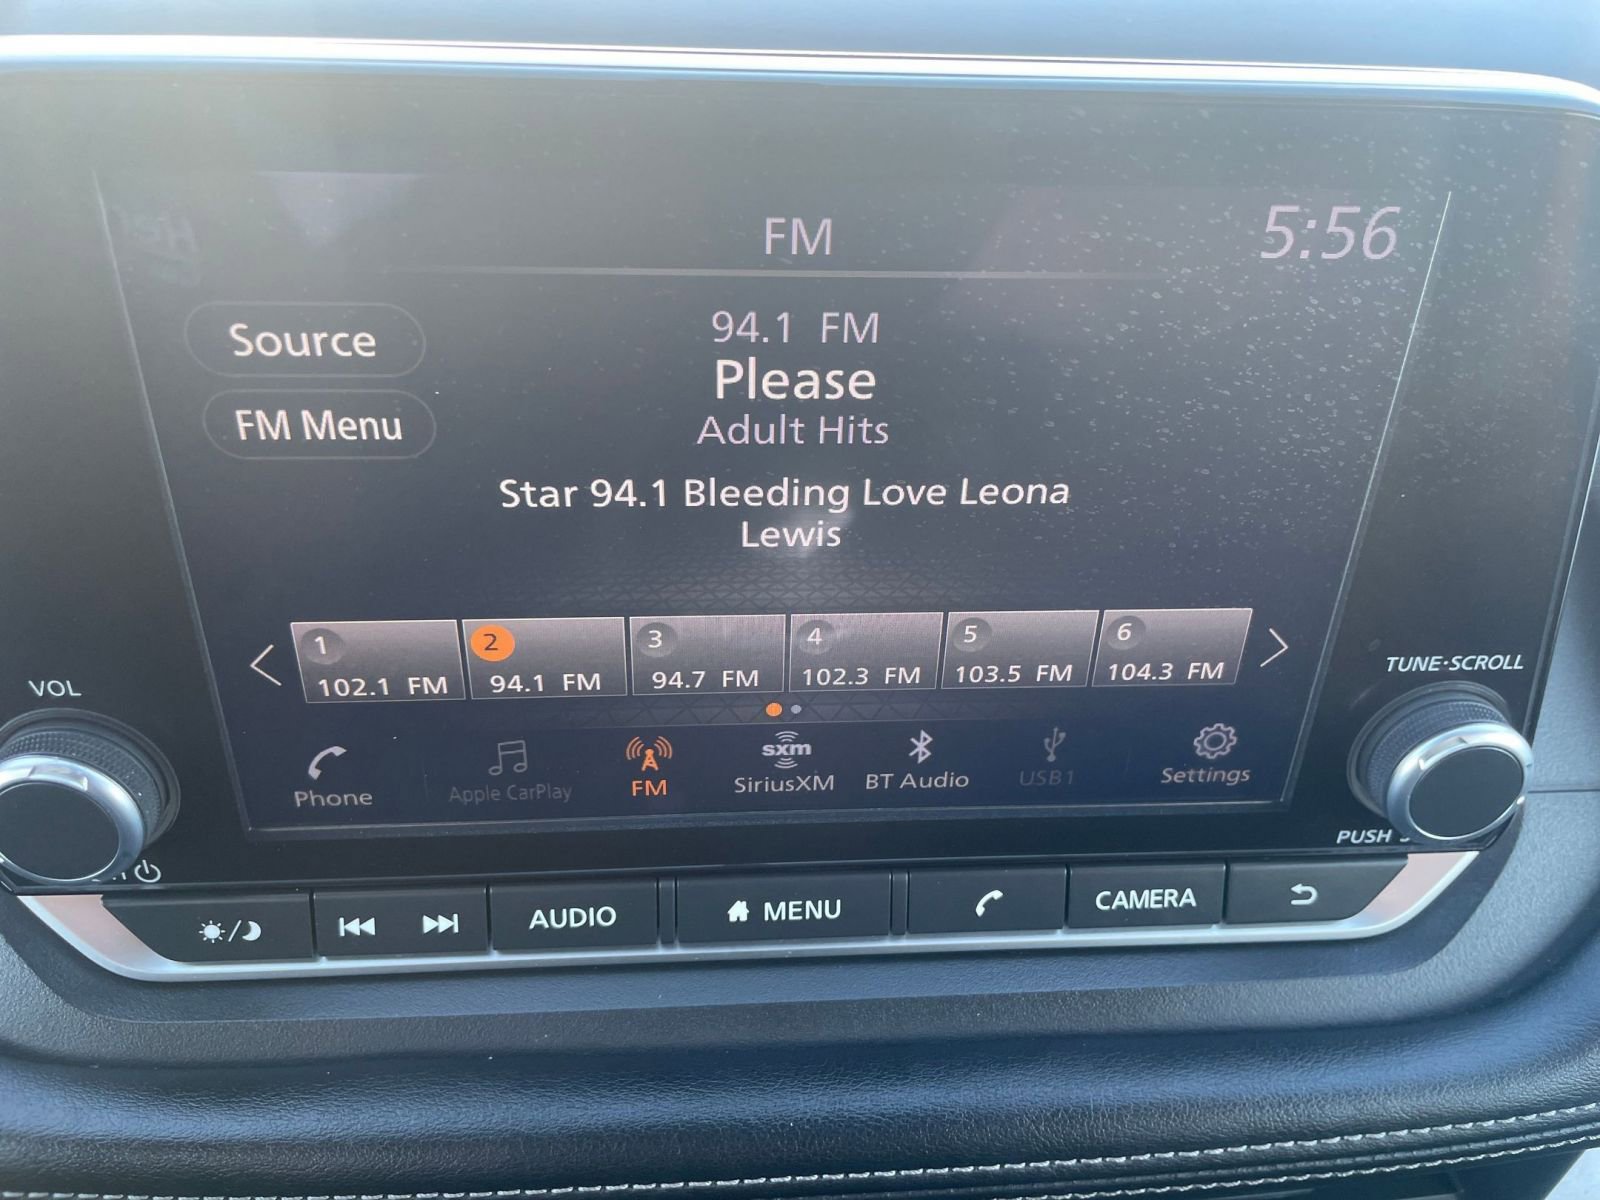 FM
5:56
Source
94.1 FM
Please
FM Menu
Adult Hits
Star 94.1 Bleeding Love Leona
Lewis
1
2
3
4
5
6
102.1 FM
94.1 FM
94.7 FM
102.3 FM
103.5 FM
104.3 FM
VOL
TUNE·SCROLL
sxm
Phone
Apple CarPlay
FM
SiriusXM
BT Audio
USB1
Settings
PUSH
AUDIO
MENU
CAMERA